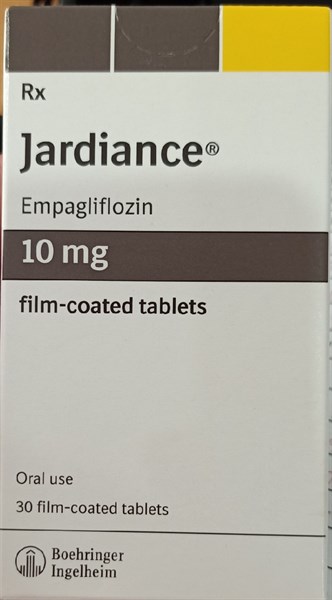 Rx
Jardiance®
Empagliflozin
10 mg
film-coated tablets
Oral use
30 film-coated tablets
Boehringer
Ingelheim